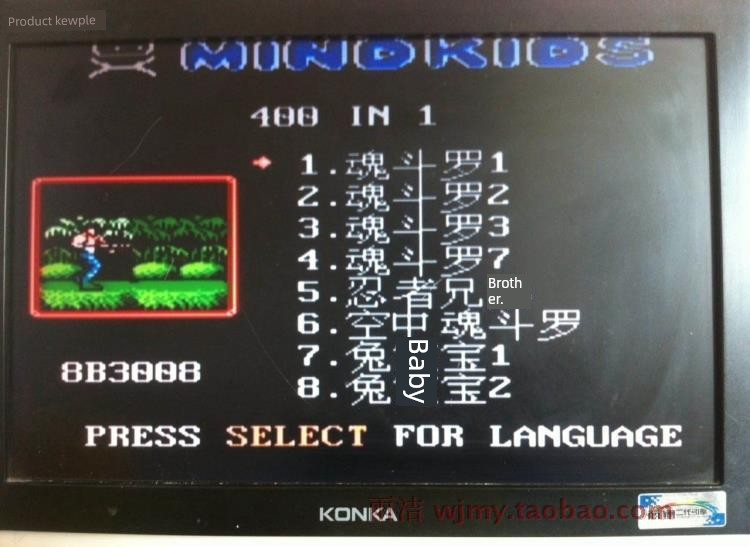 Product kewple
MINDKIDS
400 IN 1
1.魂斗罗1
2.魂斗罗2
3.魂斗罗3
4.魂斗罗7
5.忍者兄 Broth
er.
6.空中魂斗罗
7.兔 宝1
Baby
8.兔 宝2
8B3008
PRESS SELECT FOR LANGUAGE
KONKA
wjmy.taobao.com